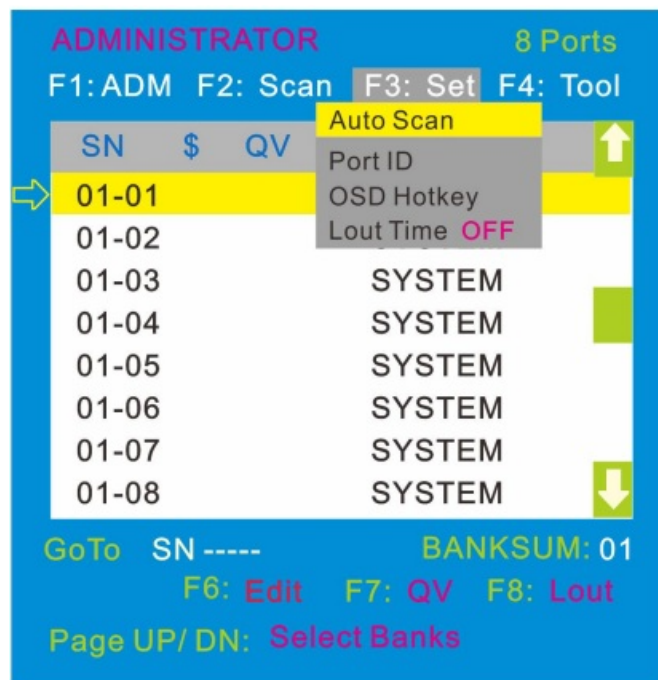 ADMINISTRATOR 8 Ports
F1: ADM F2: Scan F3: Set F4: Tool
Auto Scan
SN $ QV
Port ID
01-01
OSD Hotkey
Lout Time OFF
01-02
01-03 SYSTEM
01-04 SYSTEM
01-05 SYSTEM
01-06 SYSTEM
01-07 SYSTEM
01-08 SYSTEM
GoTo SN ----- BANKSUM: 01
F6: Edit F7: QV F8: Lout
Page UP/ DN: Select Banks